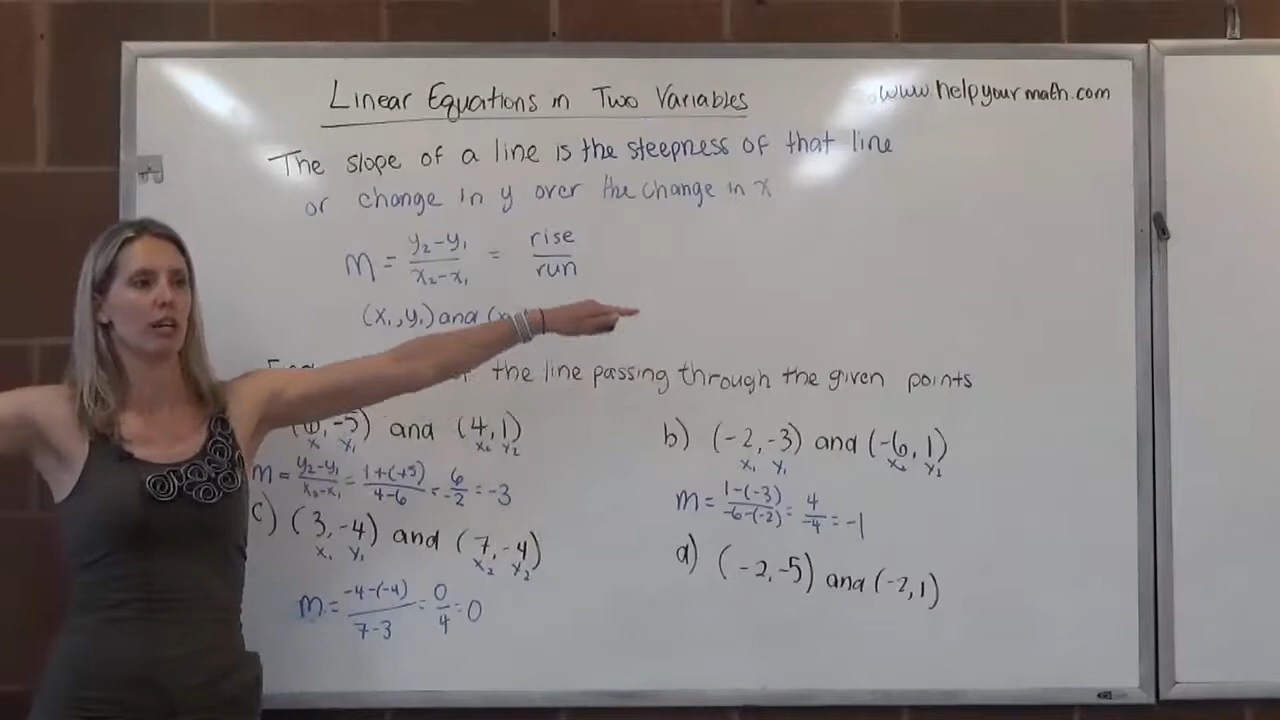 Linear Equations in Two Variables
www.helpyourmath.com
The slope of a line is the steepness of that line
or change in y over the change in x
m = y₂-y₁/x₂-x₁ = rise/run
(x₁,y₁) and (x₂
the line passing through the given points
(6,-5) and (4,1)
x₁ y₁ x₂ y₂
m = y₂-y₁/x₂-x₁ = 1+(+5)/4-6 = 6/-2 = -3
b) (-2,-3) and (-6,1)
x₁ y₁ x₂ y₂
m = 1-(-3)/-6-(-2) = 4/-4 = -1
c) (3,-4) and (7,-4)
x₁ y₁ x₂ y₂
m = -4-(-4)/7-3 = 0/4 = 0
d) (-2,-5) and (-2,1)